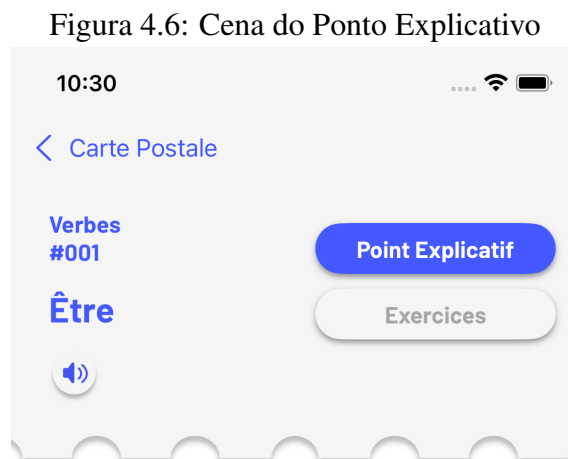 Figura 4.6: Cena do Ponto Explicativo
10:30
Carte Postale
Verbes
#001
Point Explicatif
Être
Exercices